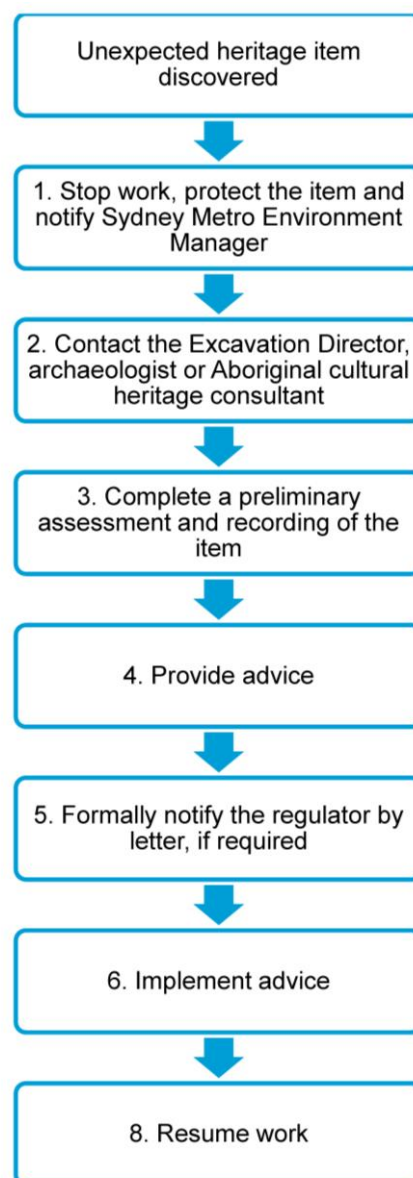 Unexpected heritage item
discovered
1. Stop work, protect the item and
notify Sydney Metro Environment
Manager
2. Contact the Excavation Director,
archaeologist or Aboriginal cultural
heritage consultant
3. Complete a preliminary
assessment and recording of the
item
4. Provide advice
5. Formally notify the regulator by
letter, if required
6. Implement advice
8. Resume work